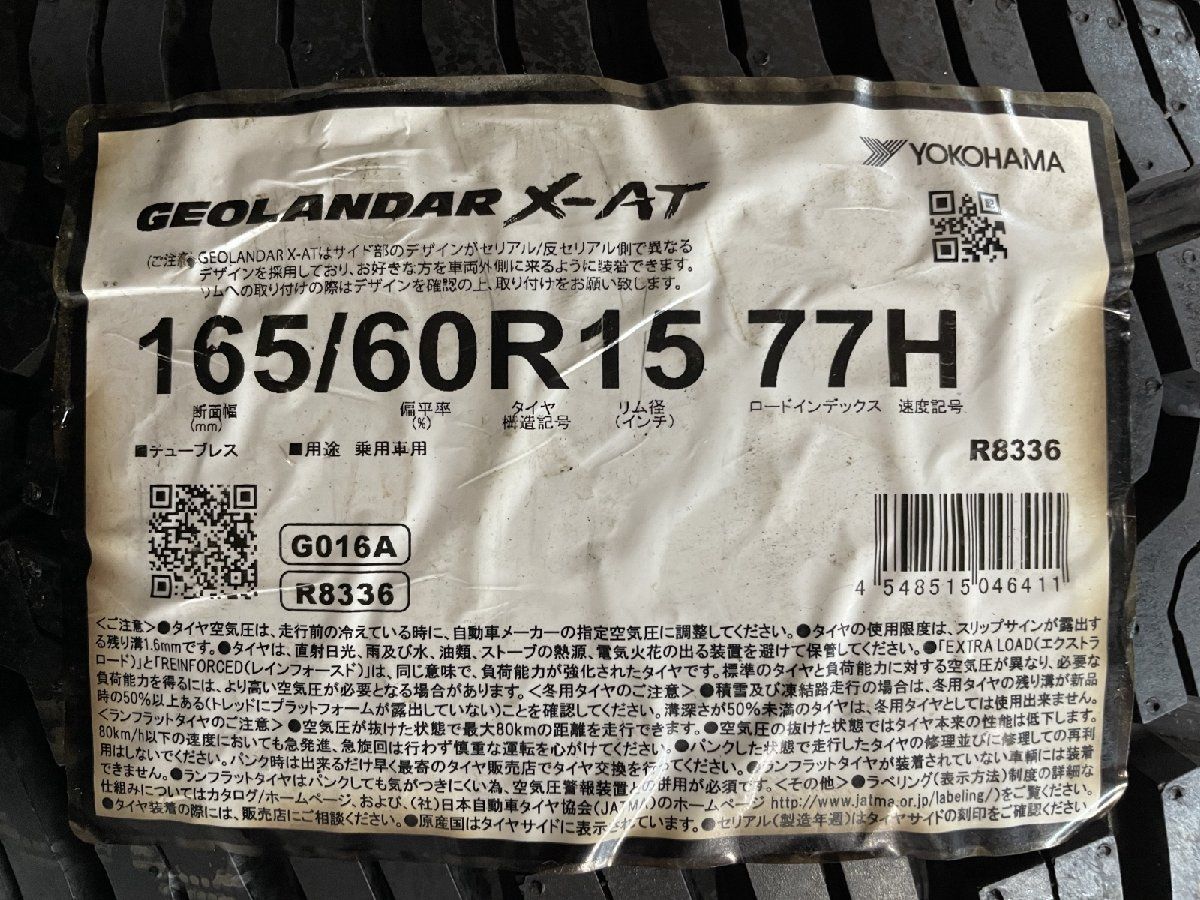 YOKOHAMA
GEOLANDAR X-AT
(ご注意) GEOLANDAR X-ATはサイド部のデザインがセリアル/反セリアル側で異なる
デザインを採用しており、お好きな方を車両外側に来るように装着できます。
リムへの取り付けの際はデザインを確認の上、取り付けをお願い致します。
165/60R15 77H
断面幅 偏平率 タイヤ リム径 ロードインデックス 速度記号
(mm) (%) 構造記号 (インチ)
■チューブレス ■用途 乗用車用
R8336
G016A
R8336
4 548515 046411
<ご注意>●タイヤ空気圧は、走行前の冷えている時に、自動車メーカーの指定空気圧に調整してください。●タイヤの使用限度は、スリップサインが露出す
る残り溝1.6mmです。●タイヤは、直射日光、雨及び水、油類、ストーブの熱源、電気火花の出る装置を避けて保管してください。●「EXTRA LOAD(エクストラ
ロード)」と「REINFORCED(レインフォースド)」は、同じ意味で、負荷能力が強化されたタイヤです。標準のタイヤと負荷能力に対する空気圧が異なり、必要な
負荷能力を得るには、より高い空気圧が必要となる場合があります。<冬用タイヤのご注意>●積雪及び凍結路走行の場合は、冬用タイヤの残り溝が新品
時の50%以上ある(トレッドにプラットフォームが露出していない)ことを確認してください。溝深さが50%未満のタイヤは、冬用タイヤとしては使用出来ません。
<ランフラットタイヤのご注意>●空気圧が抜けた状態で最大80kmの距離を走行できます。●空気圧の抜けた状態ではタイヤ本来の性能は低下します。
80km/h以下の速度においても急発進、急旋回は行わず慎重な運転を心がけてください。●パンクした状態で走行したタイヤの修理並びに修理しての再利
用はしないでください。パンク時は出来るだけ早く最寄のタイヤ販売店でタイヤ交換を行ってください。●ランフラットタイヤが装着されていない車輌には装着
できません。●ランフラットタイヤはパンクしても気がつきにくい為、空気圧警報装置との併用が必須です。<その他>●ラベリング(表示方法)制度の詳細な
仕組みについてはカタログ/ホームページ、および、(社)日本自動車タイヤ協会(JATMA)のホームページ http://www.jatma.or.jp/labeling/)をご覧ください。
●タイヤ装着の際には、販売店にご相談ください。●原産国はタイヤサイドに表示されています。●セリアル(製造年週)はタイヤサイドの刻印をご確認ください